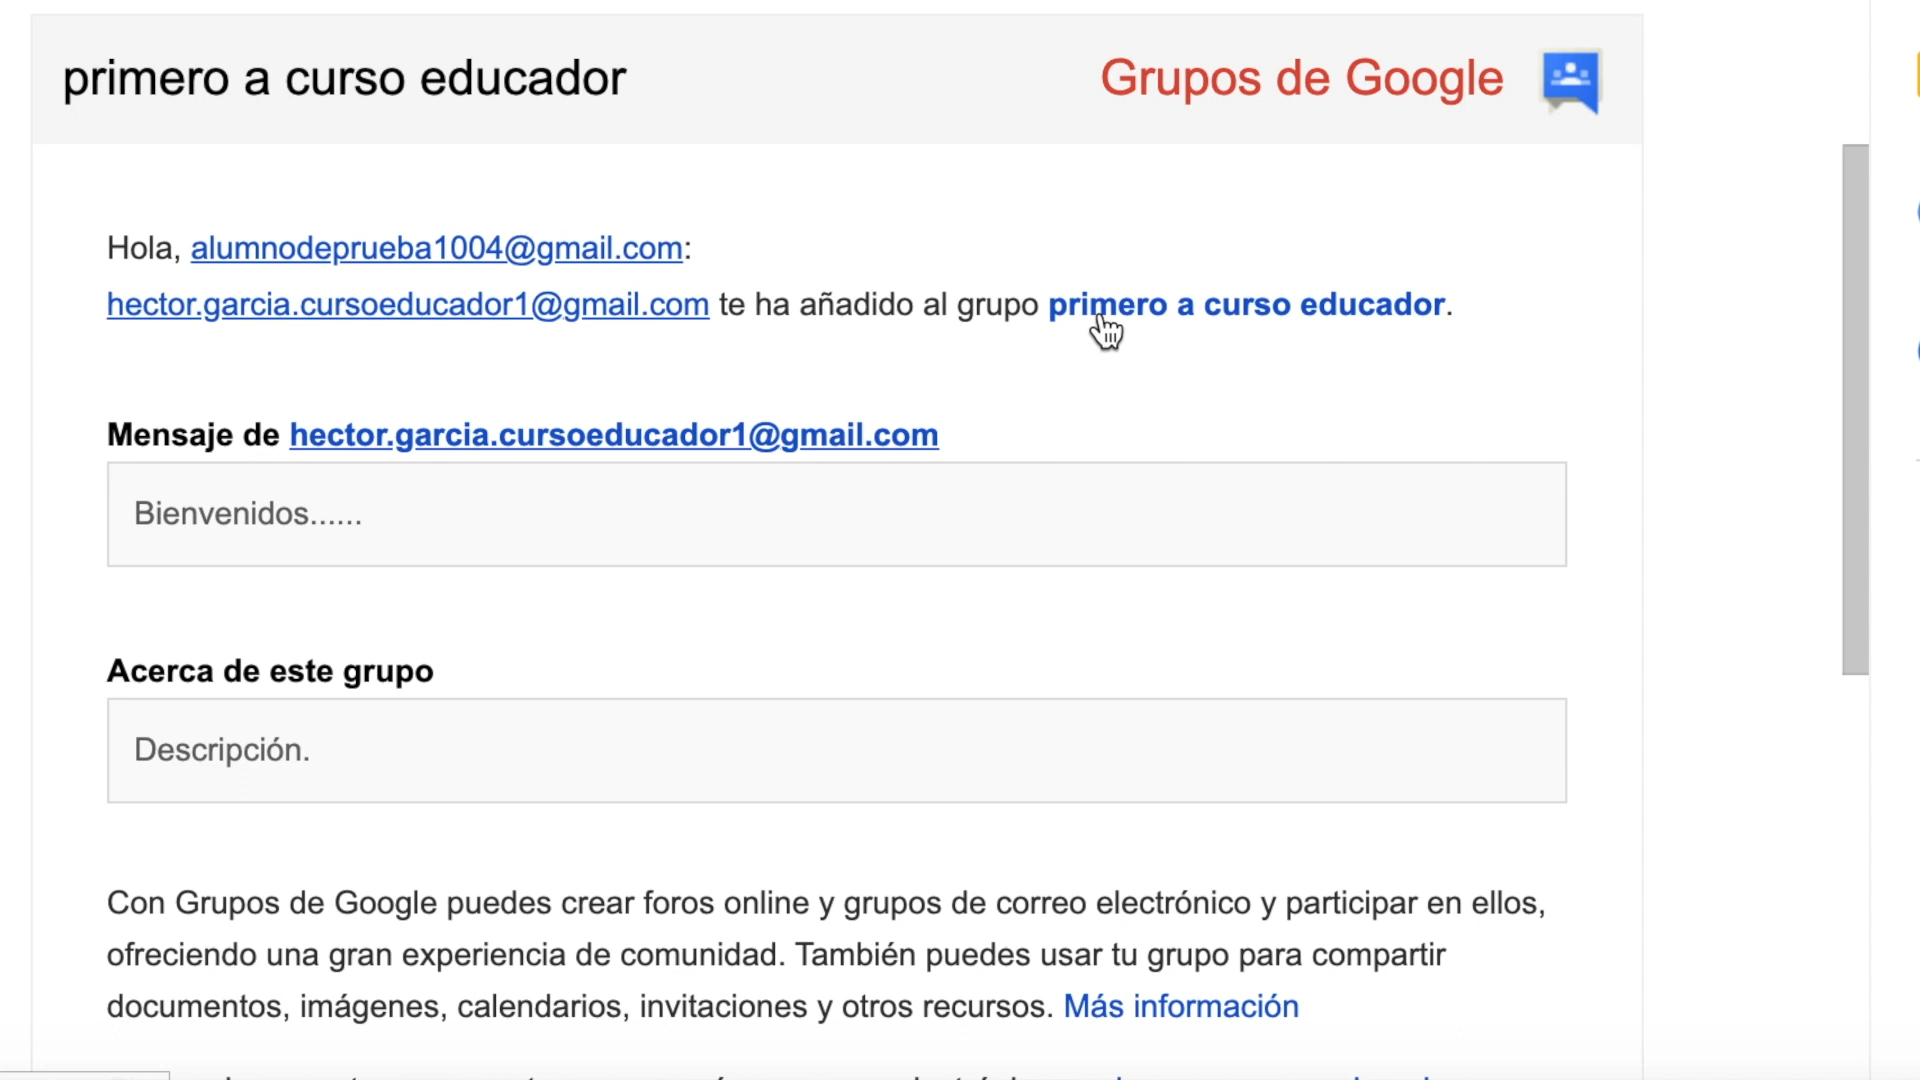 primero a curso educador
Grupos de Google
Hola, alumnodeprueba1004@gmail.com:
hector.garcia.cursoeducador1@gmail.com te ha añadido al grupo primero a curso educador.
Mensaje de hector.garcia.cursoeducador1@gmail.com
Bienvenidos......
Acerca de este grupo
Descripción.
Con Grupos de Google puedes crear foros online y grupos de correo electrónico y participar en ellos,
ofreciendo una gran experiencia de comunidad. También puedes usar tu grupo para compartir
documentos, imágenes, calendarios, invitaciones y otros recursos. Más información